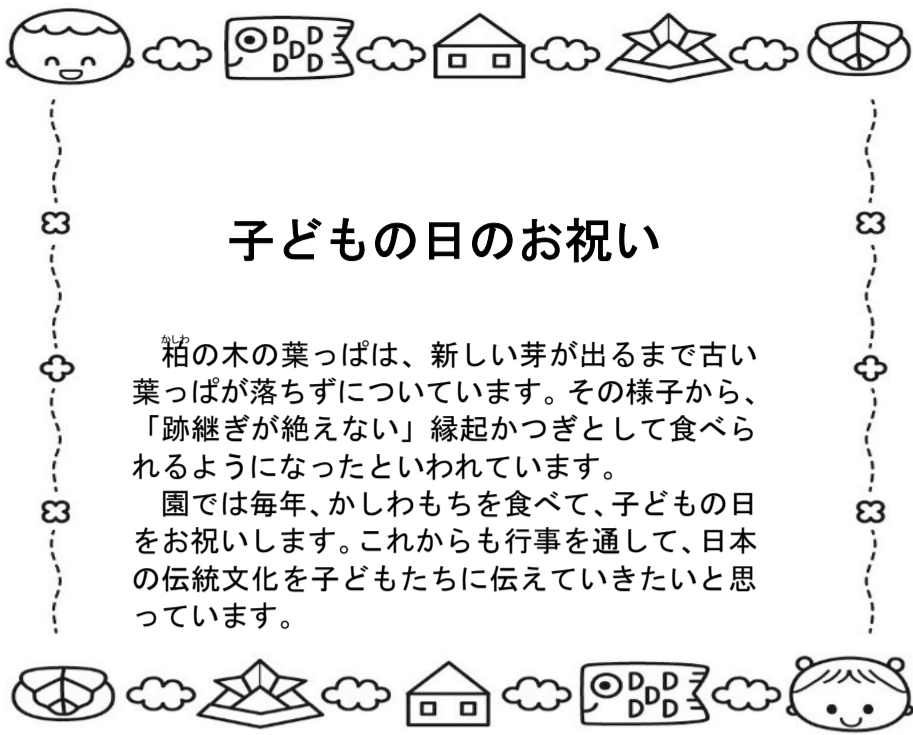 子どもの日のお祝い
かしわ
　柏の木の葉っぱは、新しい芽が出るまで古い
葉っぱが落ちずについています。その様子から、
「跡継ぎが絶えない」縁起かつぎとして食べら
れるようになったといわれています。
　園では毎年、かしわもちを食べて、子どもの日
をお祝いします。これからも行事を通して、日本
の伝統文化を子どもたちに伝えていきたいと思
っています。